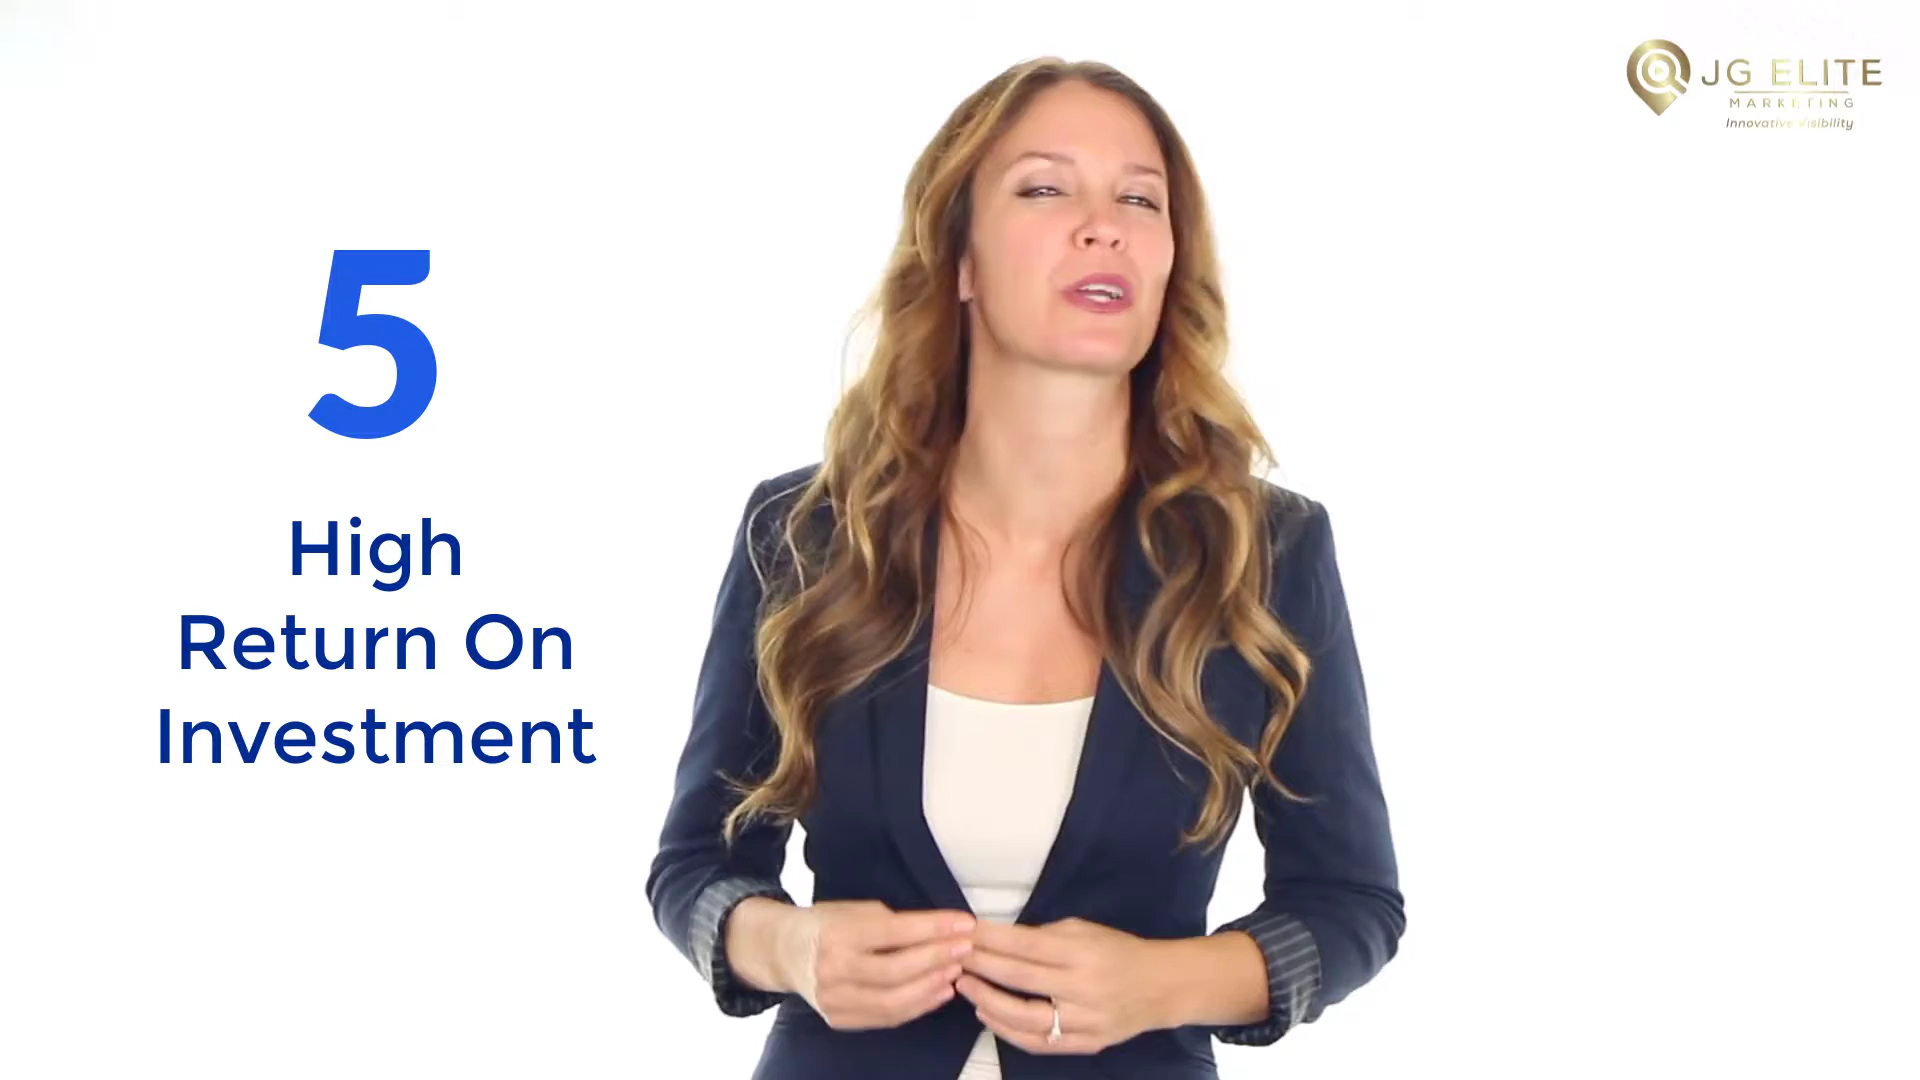 5
High
Return On
Investment
JG ELITE
MARKETING
Innovative Visibility